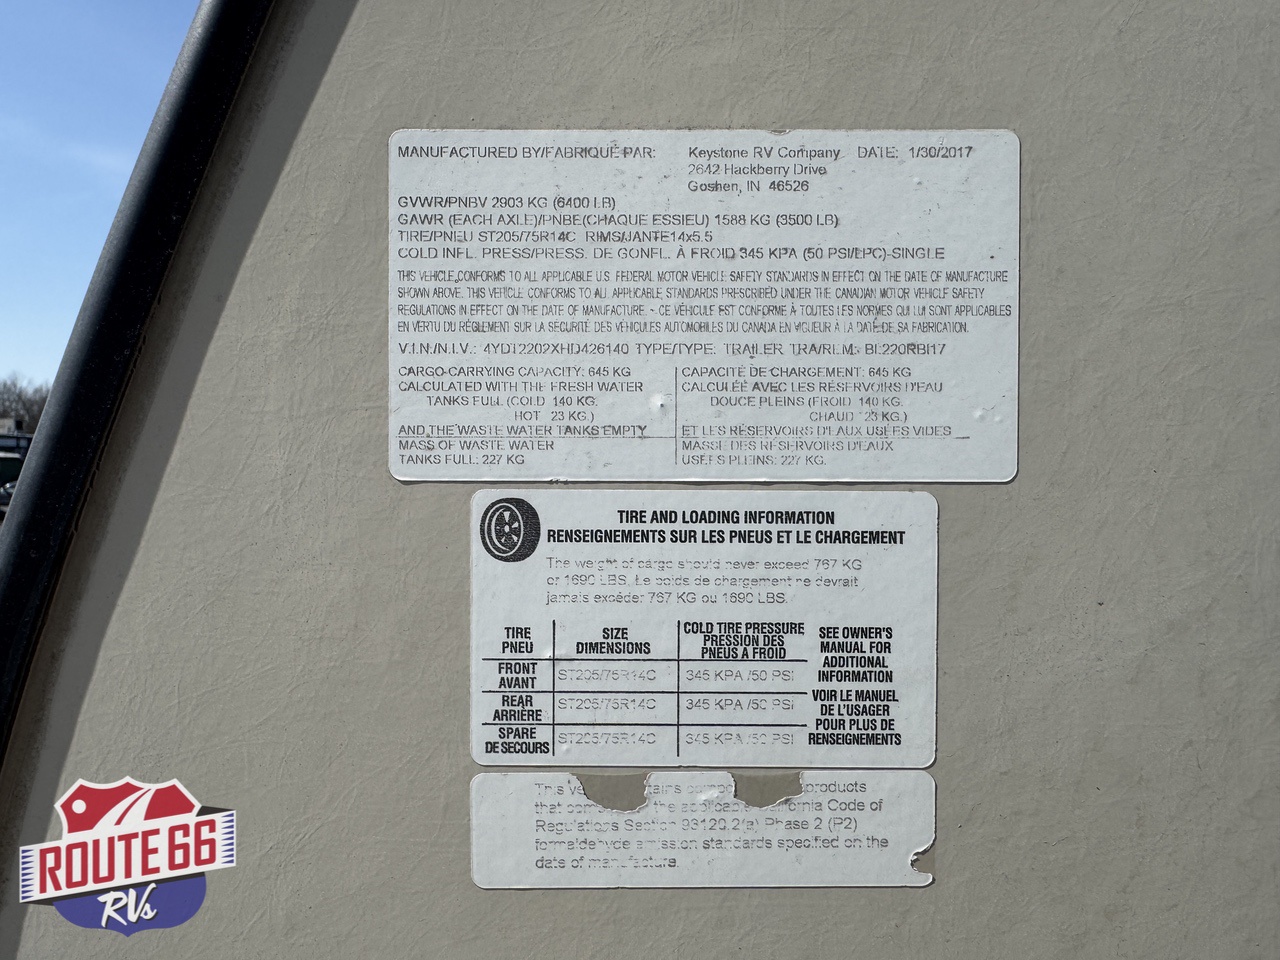 MANUFACTURED BY/FABRIQUÉ PAR: Keystone RV Company DATE: 1/30/2017
2642 Hackberry Drive
Goshen, IN 46526
GVWR/PNBV 2903 KG (6400 LB)
GAWR (EACH AXLE)/PNBE(CHAQUE ESSIEU) 1588 KG (3500 LB)
TIRE/PNEU ST205/75R14C RIMS/JANTE14x5.5
COLD INFL. PRESS/PRESS. DE GONFL. À FROID 345 KPA (50 PSI/LPC)-SINGLE
THIS VEHICLE CONFORMS TO ALL APPLICABLE U.S. FEDERAL MOTOR VEHICLE SAFETY STANDARDS IN EFFECT ON THE DATE OF MANUFACTURE
SHOWN ABOVE. THIS VEHICLE CONFORMS TO ALL APPLICABLE STANDARDS PRESCRIBED UNDER THE CANADIAN MOTOR VEHICLE SAFETY
REGULATIONS IN EFFECT ON THE DATE OF MANUFACTURE. - CE VÉHICULE EST CONFORME À TOUTES LES NORMES QUI LUI SONT APPLICABLES
EN VERTU DU RÉGLEMENT SUR LA SÉCURITÉ DES VÉHICULES AUTOMOBILES DU CANADA EN VIGUEUR À LA DATE DE SA FABRICATION.
V.I.N./N.I.V.: 4YDT2202XHD426140 TYPE/TYPE: TRAILER TRA/REM: BL220RBI17
CARGO-CARRYING CAPACITY: 645 KG
CALCULATED WITH THE FRESH WATER
TANKS FULL (COLD 140 KG.
HOT 23 KG.)
AND THE WASTE WATER TANKS EMPTY
MASS OF WASTE WATER
TANKS FULL: 227 KG
CAPACITÉ DE CHARGEMENT: 645 KG
CALCULÉE AVEC LES RÉSERVOIRS D'EAU
DOUCE PLEINS (FROID 140 KG.
CHAUD 23 KG.)
ET LES RÉSERVOIRS D'EAUX USÉES VIDES
MASSE DES RÉSERVOIRS D'EAUX
USÉES PLEINS: 227 KG.
TIRE AND LOADING INFORMATION
RENSEIGNEMENTS SUR LES PNEUS ET LE CHARGEMENT
The weight of cargo should never exceed 767 KG
or 1690 LBS. Le poids de chargement ne devrait
jamais excéder 767 KG ou 1690 LBS.
TIRE PNEU SIZE DIMENSIONS COLD TIRE PRESSURE PRESSION DES PNEUS A FROID
FRONT AVANT ST205/75R14C 345 KPA /50 PSI
REAR ARRIÈRE ST205/75R14C 345 KPA /50 PSI
SPARE DE SECOURS ST205/75R14C 345 KPA /50 PSI
SEE OWNER'S
MANUAL FOR
ADDITIONAL
INFORMATION
VOIR LE MANUEL
DE L'USAGER
POUR PLUS DE
RENSEIGNEMENTS
This products
that the applicable California Code of
Regulations Section 93120.2(a) Phase 2 (P2)
formaldehyde emission standards specified on the
date of manufacture.
ROUTE 66
RVs